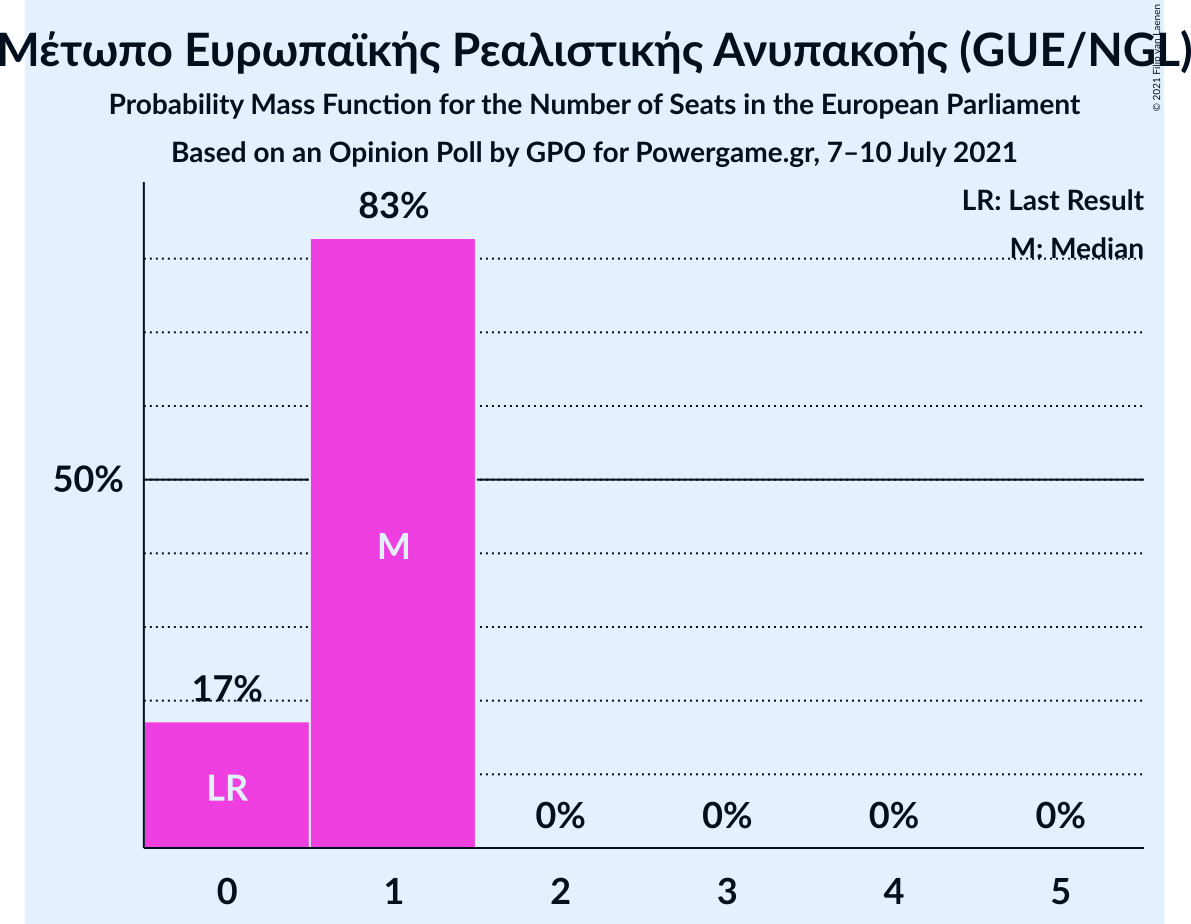 Μέτωπο Ευρωπαϊκής Ρεαλιστικής Ανυπακοής (GUE/NGL)
© 2021 Filip van Laenen
Probability Mass Function for the Number of Seats in the European Parliament
Based on an Opinion Poll by GPO for Powergame.gr, 7–10 July 2021
LR: Last Result
M: Median
83%
50%
M
17%
LR
0% 0% 0% 0%
0 1 2 3 4 5